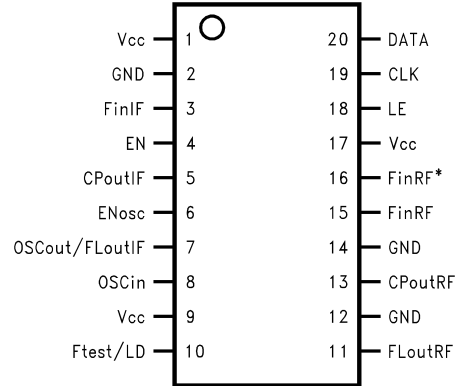 Vcc 1 20 DATA
GND 2 19 CLK
FinIF 3 18 LE
EN 4 17 Vcc
CPoutIF 5 16 FinRF*
ENosc 6 15 FinRF
OSCout/FLoutIF 7 14 GND
OSCin 8 13 CPoutRF
Vcc 9 12 GND
Ftest/LD 10 11 FLoutRF